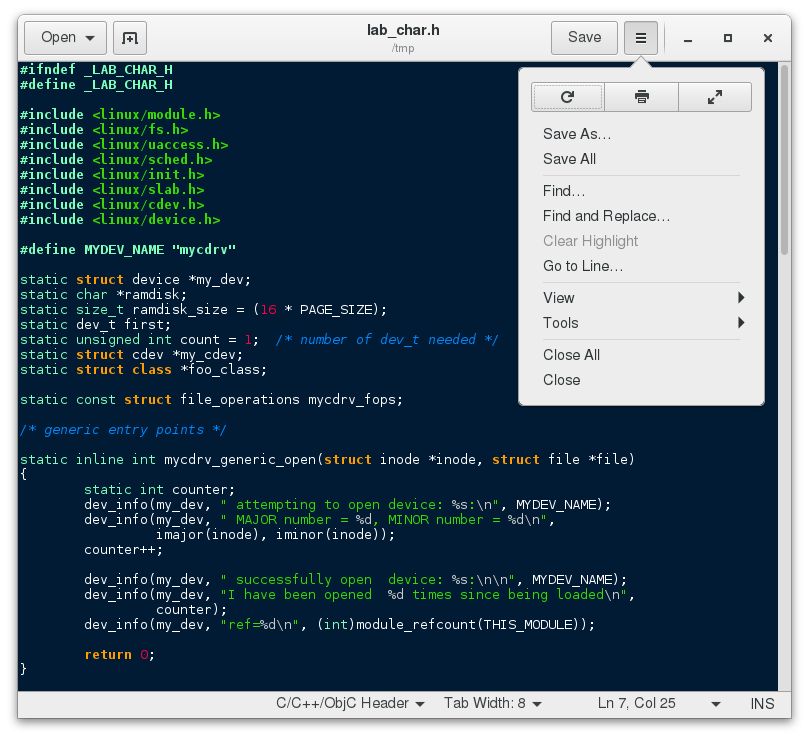 Open
lab_char.h
/tmp
Save
#ifndef _LAB_CHAR_H
#define _LAB_CHAR_H
#include <linux/module.h>
#include <linux/fs.h>
#include <linux/uaccess.h>
#include <linux/sched.h>
#include <linux/init.h>
#include <linux/slab.h>
#include <linux/cdev.h>
#include <linux/device.h>
#define MYDEV_NAME "mycdrv"
static struct device *my_dev;
static char *ramdisk;
static size_t ramdisk_size = (16 * PAGE_SIZE);
static dev_t first;
static unsigned int count = 1;  /* number of dev_t needed */
static struct cdev *my_cdev;
static struct class *foo_class;
static const struct file_operations mycdrv_fops;
/* generic entry points */
static inline int mycdrv_generic_open(struct inode *inode, struct file *file)
{
        static int counter;
        dev_info(my_dev, " attempting to open device: %s:\n", MYDEV_NAME);
        dev_info(my_dev, " MAJOR number = %d, MINOR number = %d\n",
                 imajor(inode), iminor(inode));
        counter++;
        dev_info(my_dev, " successfully open  device: %s:\n\n", MYDEV_NAME);
        dev_info(my_dev, "I have been opened  %d times since being loaded\n",
                 counter);
        dev_info(my_dev, "ref=%d\n", (int)module_refcount(THIS_MODULE));
        return 0;
}
Save As…
Save All
Find…
Find and Replace…
Clear Highlight
Go to Line…
View
Tools
Close All
Close
C/C++/ObjC Header
Tab Width: 8
Ln 7, Col 25
INS